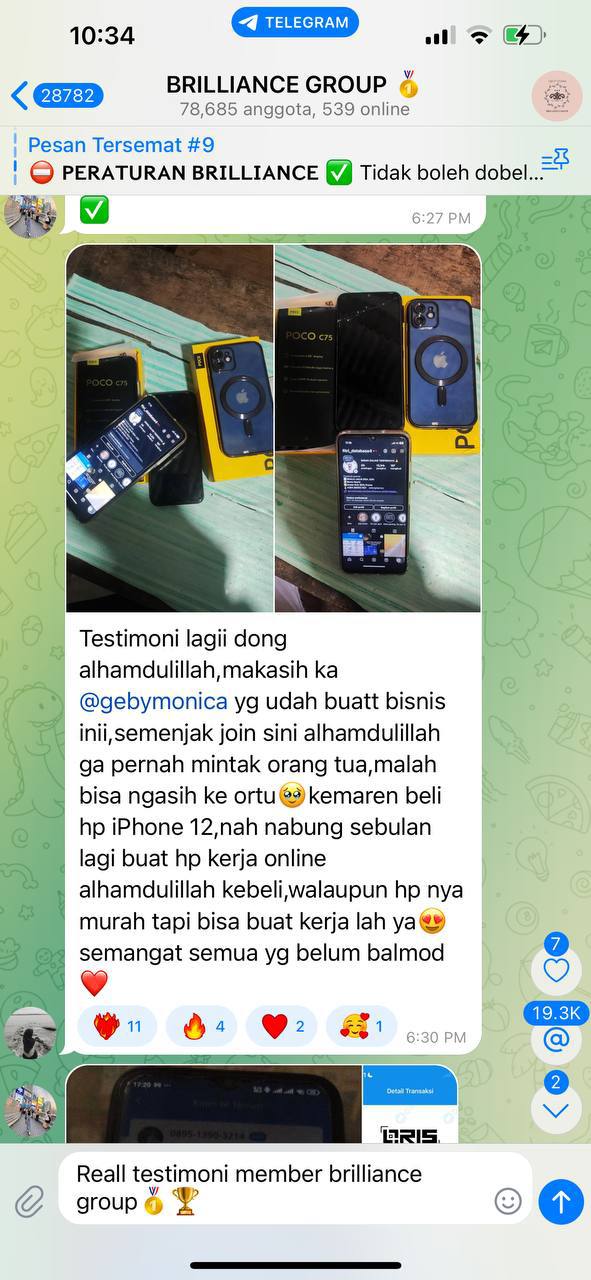 10:34
TELEGRAM
28782
BRILLIANCE GROUP 🥇
78,685 anggota, 539 online
Pesan Tersemat #9
⛔ PERATURAN BRILLIANCE ✅ Tidak boleh dobel...
✅
6:27 PM
POCO C75
POCO C75
Testimoni lagii dong
alhamdulillah,makasih ka
@gebymonica yg udah buatt bisnis
inii,semenjak join sini alhamdulillah
ga pernah mintak orang tua,malah
bisa ngasih ke ortu🥹kemaren beli
hp iPhone 12,nah nabung sebulan
lagi buat hp kerja online
alhamdulillah kebeli,walaupun hp nya
murah tapi bisa buat kerja lah ya😍
semangat semua yg belum balmod
❤️
❤️‍🔥 11 🔥 4 ❤️ 2 🥰 1
6:30 PM
7
19.3K
@
2
17:20
0895-1390-3214
Detail Transaksi
QRIS
Reall testimoni member brilliance
group🥇🏆